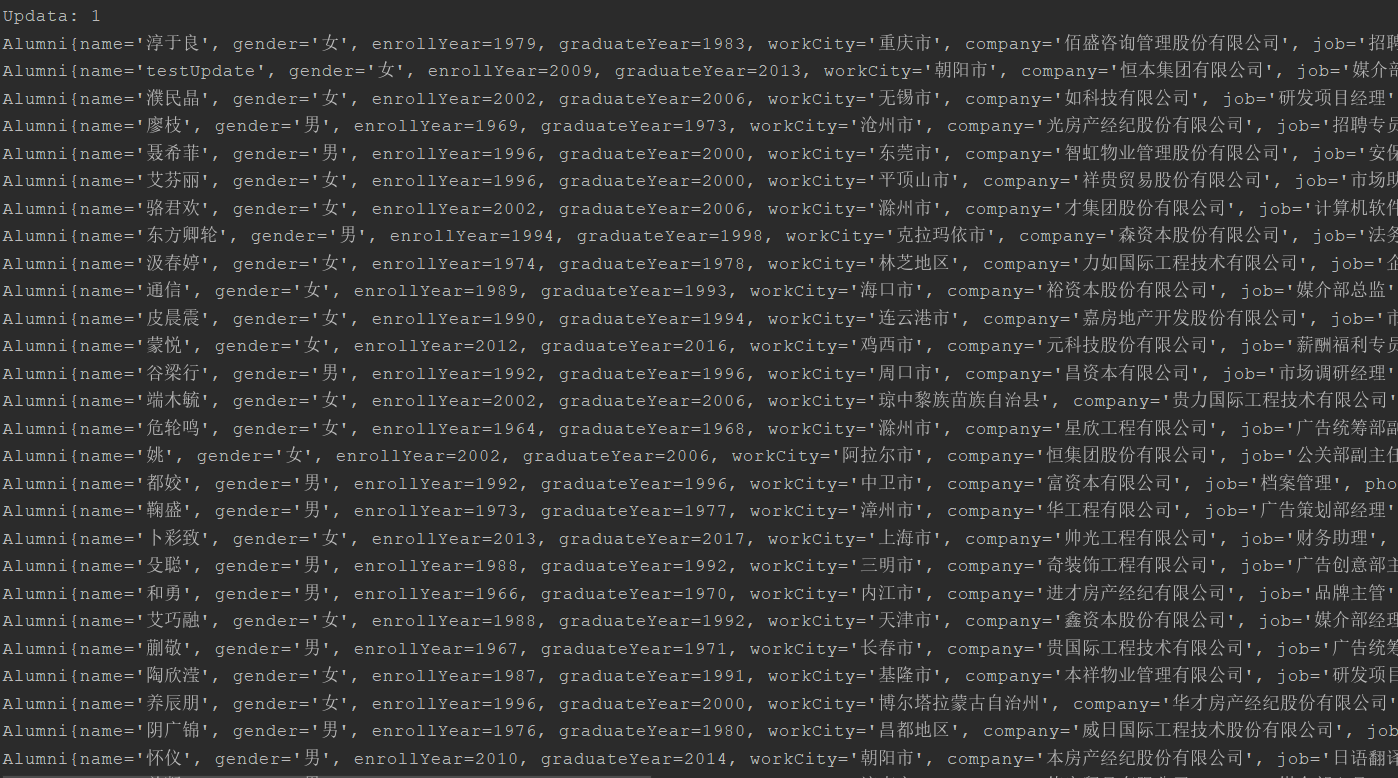 Updata: 1
Alumni{name='淳于良', gender='女', enrollYear=1979, graduateYear=1983, workCity='重庆市', company='佰盛咨询管理股份有限公司', job='招聘
Alumni{name='testUpdate', gender='女', enrollYear=2009, graduateYear=2013, workCity='朝阳市', company='恒本集团有限公司', job='媒介部
Alumni{name='濮民晶', gender='女', enrollYear=2002, graduateYear=2006, workCity='无锡市', company='如科技有限公司', job='研发项目经理'
Alumni{name='廖枝', gender='男', enrollYear=1969, graduateYear=1973, workCity='沧州市', company='光房产经纪股份有限公司', job='招聘专员
Alumni{name='聂希菲', gender='男', enrollYear=1996, graduateYear=2000, workCity='东莞市', company='智虹物业管理股份有限公司', job='安保
Alumni{name='艾芬丽', gender='女', enrollYear=1996, graduateYear=2000, workCity='平顶山市', company='祥贵贸易股份有限公司', job='市场助
Alumni{name='骆君欢', gender='女', enrollYear=2002, graduateYear=2006, workCity='滁州市', company='才集团股份有限公司', job='计算机软件
Alumni{name='东方卿轮', gender='男', enrollYear=1994, graduateYear=1998, workCity='克拉玛依市', company='森资本股份有限公司', job='法务
Alumni{name='汲春婷', gender='女', enrollYear=1974, graduateYear=1978, workCity='林芝地区', company='力如国际工程技术有限公司', job='企
Alumni{name='通信', gender='女', enrollYear=1989, graduateYear=1993, workCity='海口市', company='裕资本股份有限公司', job='媒介部总监'
Alumni{name='皮晨震', gender='女', enrollYear=1990, graduateYear=1994, workCity='连云港市', company='嘉房地产开发股份有限公司', job='市
Alumni{name='蒙悦', gender='女', enrollYear=2012, graduateYear=2016, workCity='鸡西市', company='元科技股份有限公司', job='薪酬福利专员
Alumni{name='谷梁行', gender='男', enrollYear=1992, graduateYear=1996, workCity='周口市', company='昌资本有限公司', job='市场调研经理'
Alumni{name='端木毓', gender='女', enrollYear=2002, graduateYear=2006, workCity='琼中黎族苗族自治县', company='贵力国际工程技术有限公司'
Alumni{name='危轮鸣', gender='女', enrollYear=1964, graduateYear=1968, workCity='滁州市', company='星欣工程有限公司', job='广告统筹部副
Alumni{name='姚', gender='女', enrollYear=2002, graduateYear=2006, workCity='阿拉尔市', company='恒集团股份有限公司', job='公关部副主任
Alumni{name='都姣', gender='男', enrollYear=1992, graduateYear=1996, workCity='中卫市', company='富资本有限公司', job='档案管理', pho
Alumni{name='鞠盛', gender='男', enrollYear=1973, graduateYear=1977, workCity='漳州市', company='华工程有限公司', job='广告策划部经理'
Alumni{name='卜彩致', gender='女', enrollYear=2013, graduateYear=2017, workCity='上海市', company='帅光工程有限公司', job='财务助理',
Alumni{name='殳聪', gender='男', enrollYear=1988, graduateYear=1992, workCity='三明市', company='奇装饰工程有限公司', job='广告创意部主
Alumni{name='和勇', gender='男', enrollYear=1966, graduateYear=1970, workCity='内江市', company='进才房产经纪有限公司', job='品牌主管'
Alumni{name='艾巧融', gender='女', enrollYear=1988, graduateYear=1992, workCity='天津市', company='鑫资本股份有限公司', job='媒介部经理
Alumni{name='蒯敬', gender='男', enrollYear=1967, graduateYear=1971, workCity='长春市', company='贵国际工程技术有限公司', job='广告统筹
Alumni{name='陶欣滢', gender='女', enrollYear=1987, graduateYear=1991, workCity='基隆市', company='本祥物业管理有限公司', job='研发项目
Alumni{name='养辰朋', gender='女', enrollYear=1996, graduateYear=2000, workCity='博尔塔拉蒙古自治州', company='华才房产经纪股份有限公司'
Alumni{name='阴广锦', gender='男', enrollYear=1976, graduateYear=1980, workCity='昌都地区', company='威日国际工程技术股份有限公司', job
Alumni{name='怀仪', gender='男', enrollYear=2010, graduateYear=2014, workCity='朝阳市', company='本房产经纪股份有限公司', job='日语翻译